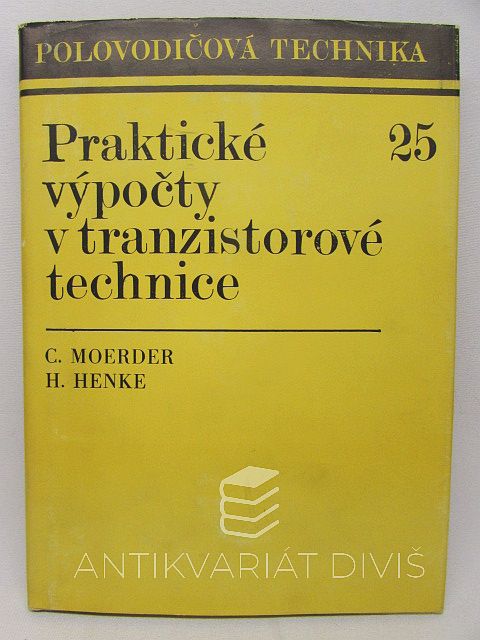 POLOVODIČOVÁ TECHNIKA
Praktické 25
výpočty
v tranzistorové
technice
C. MOERDER
H. HENKE
ANTIKVARIÁT DIVIŠ